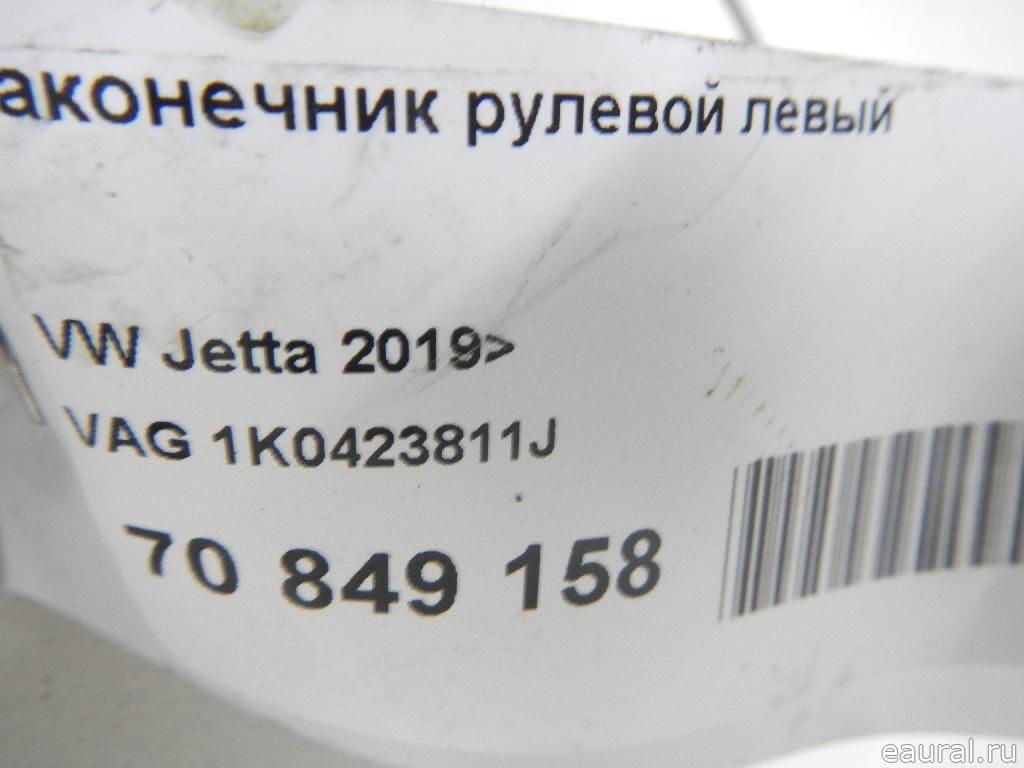 аконечник рулевой левый
VW Jetta 2019>
VAG 1K0423811J
70 849 158
eaural.ru